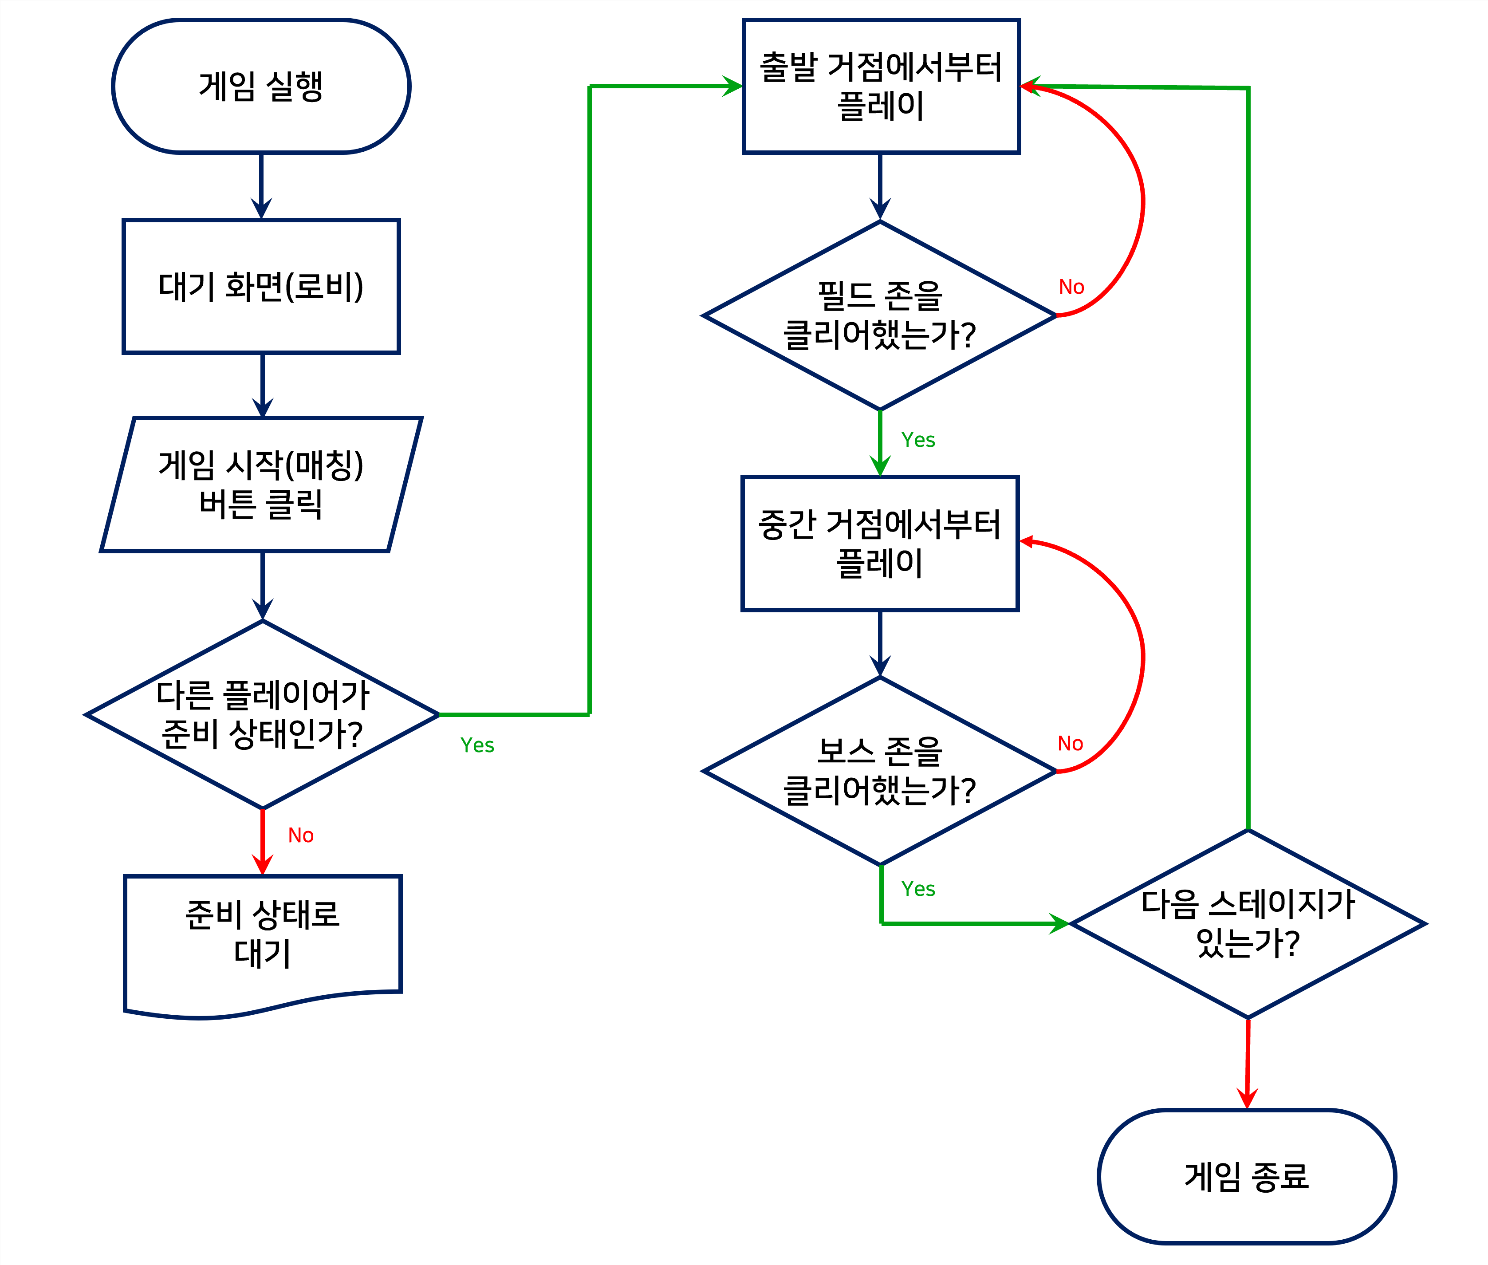 게임 실행
대기 화면(로비)
게임 시작(매칭)
버튼 클릭
다른 플레이어가
준비 상태인가?
Yes
No
준비 상태로
대기
출발 거점에서부터
플레이
필드 존을
클리어했는가?
No
Yes
중간 거점에서부터
플레이
보스 존을
클리어했는가?
No
Yes
다음 스테이지가
있는가?
게임 종료